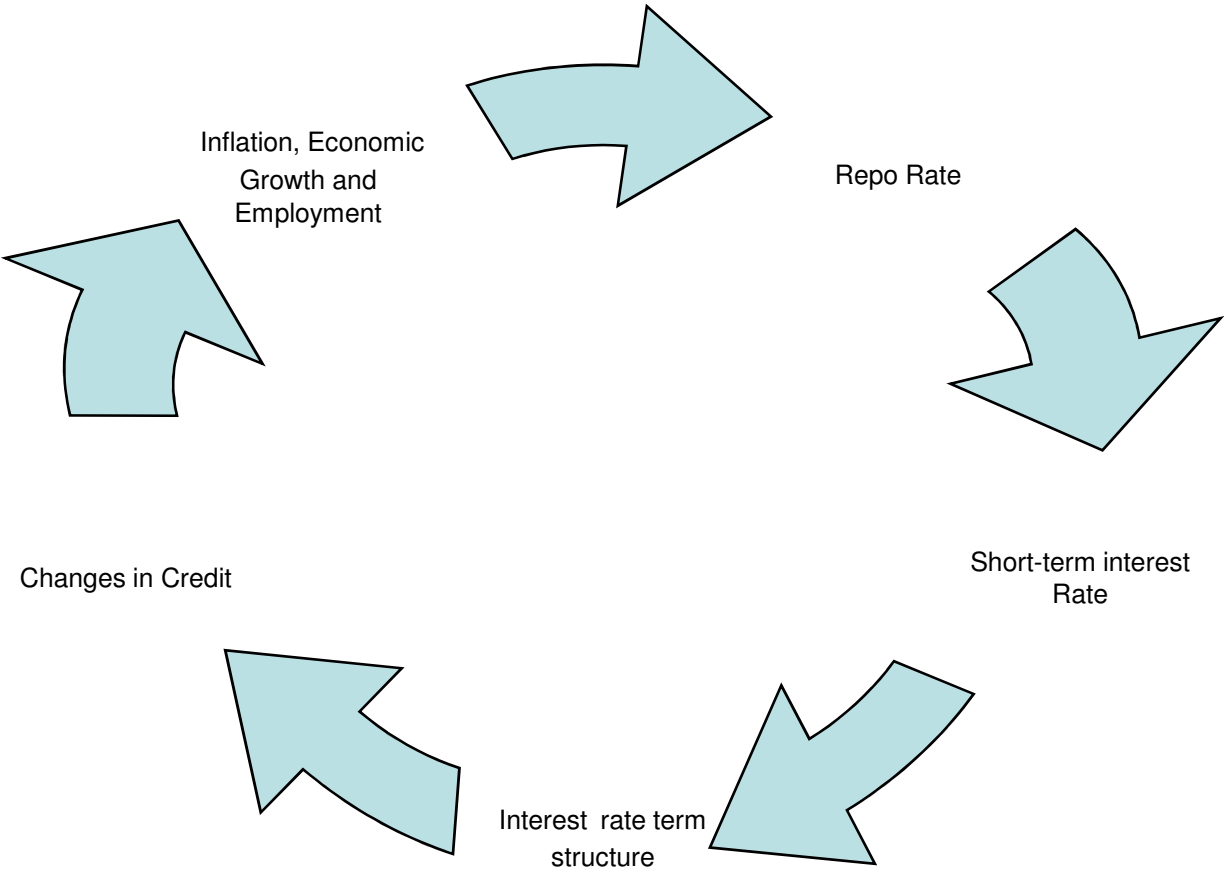 Inflation, Economic
Growth and
Employment
Repo Rate
Short-term interest
Rate
Interest rate term
structure
Changes in Credit